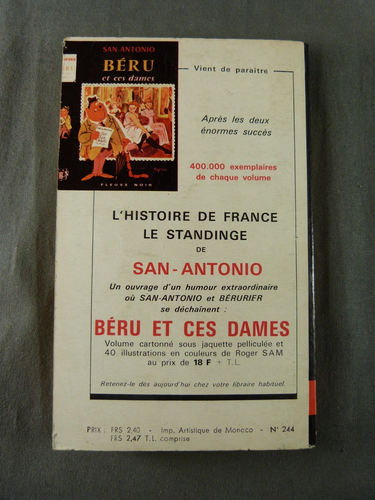 SAN-ANTONIO
BÉRU
et ces dames
FLEUVE NOIR
Vient de paraître
Après les deux
énormes succès
400.000 exemplaires
de chaque volume
L'HISTOIRE DE FRANCE
LE STANDINGE
DE
SAN-ANTONIO
Un ouvrage d'un humour extraordinaire
où SAN-ANTONIO et BÉRURIER
se déchaînent :
BÉRU ET CES DAMES
Volume cartonné sous jaquette pelliculée et
40 illustrations en couleurs de Roger SAM
au prix de 18 F + T.L.
Retenez-le dès aujourd'hui chez votre libraire habituel.
PRIX : FRS 2,40 - Imp. Artistique de Monaco - N° 244
FRS 2,47 T.L. comprise